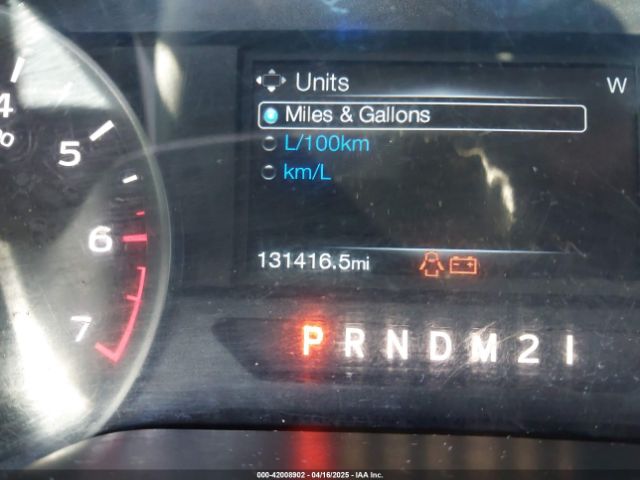 Units
W
Miles & Gallons
L/100km
km/L
4
5
6
7
131416.5mi
P R N D M 2 1
000-42008902 - 04/16/2025 - IAA Inc.